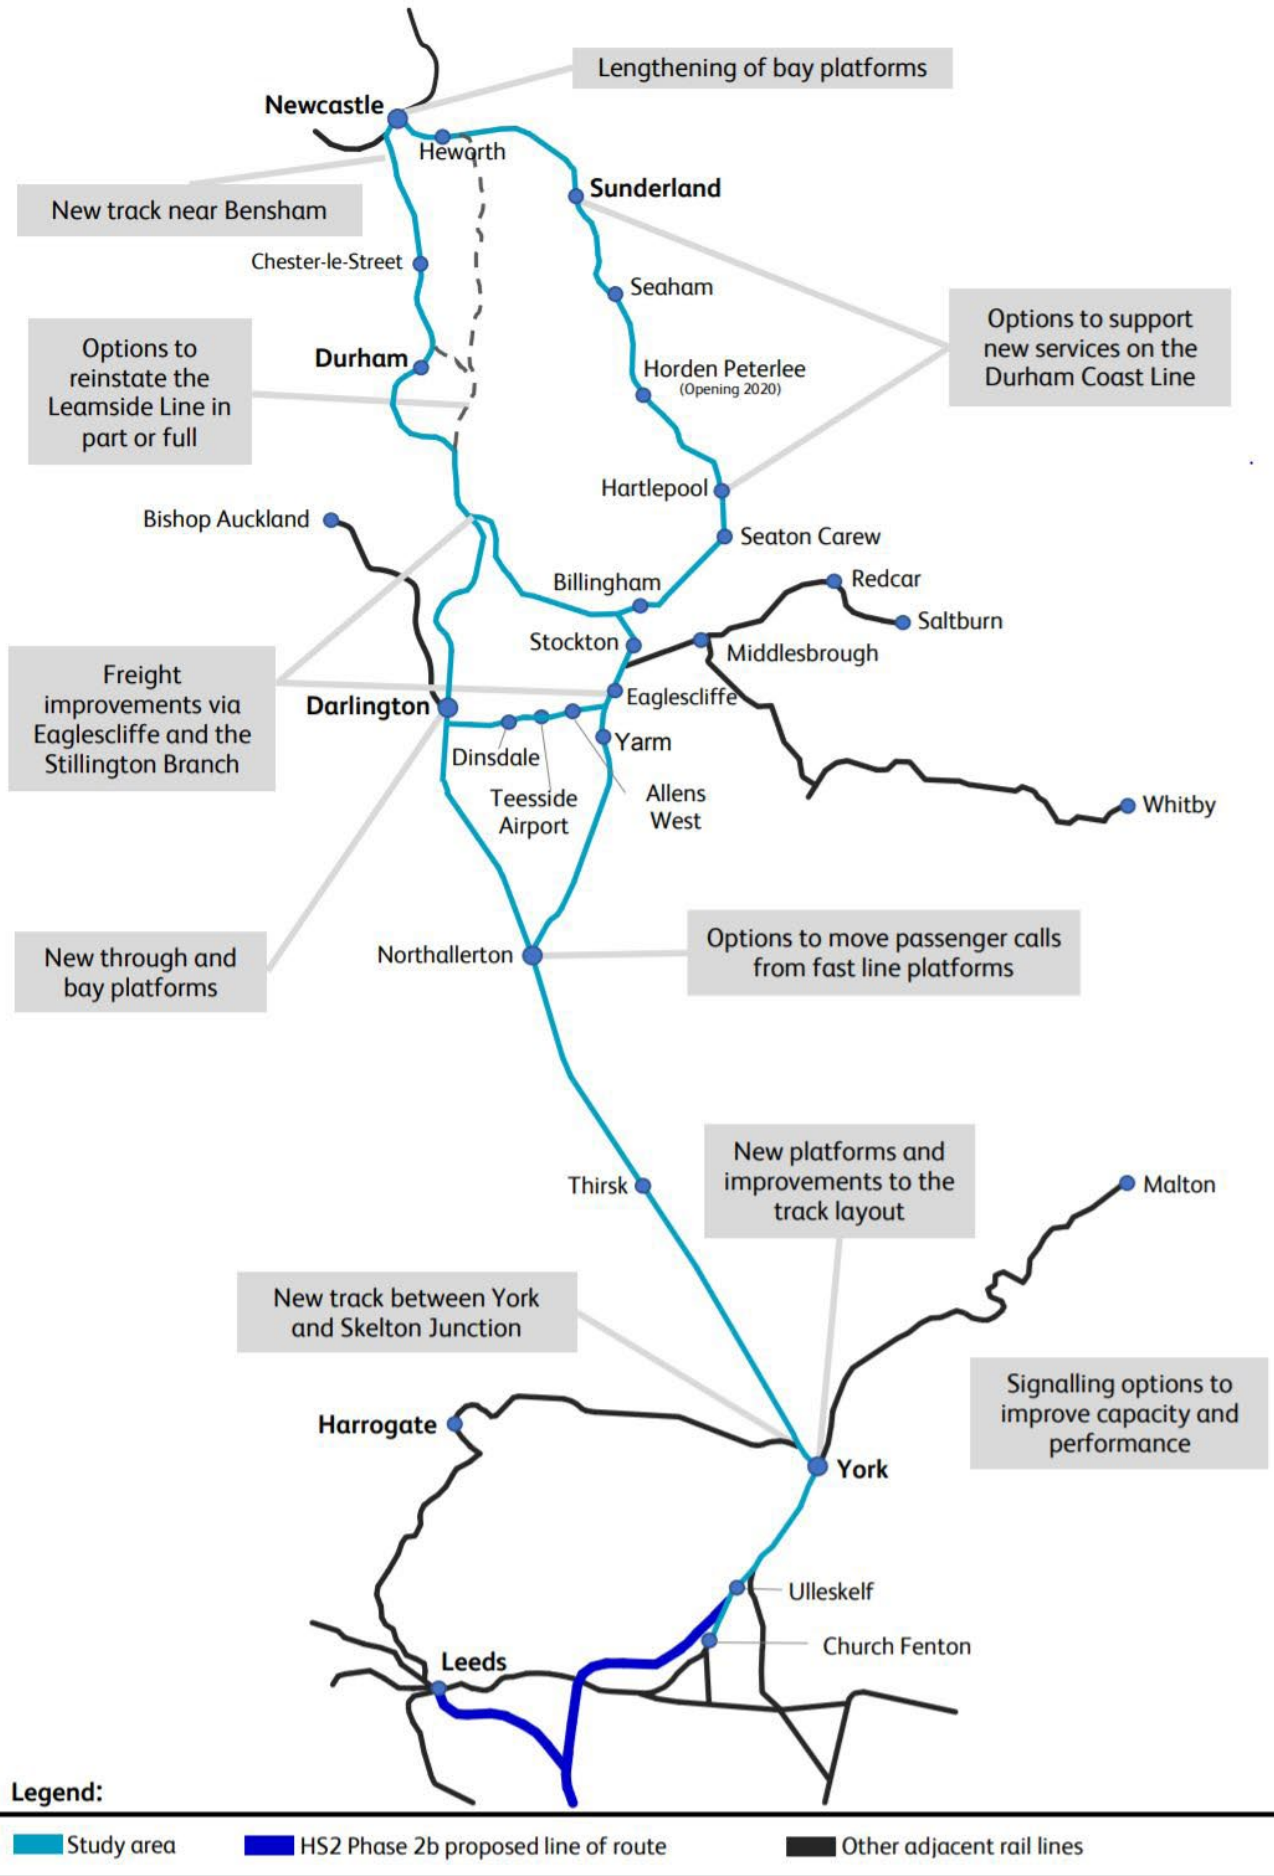 Lengthening of bay platforms
Newcastle
Heworth
Sunderland
New track near Bensham
Chester-le-Street
Seaham
Options to support
new services on the
Durham Coast Line
Options to
reinstate the
Leamside Line in
part or full
Durham
Horden Peterlee
(Opening 2020)
Hartlepool
Bishop Auckland
Seaton Carew
Billingham
Redcar
Saltburn
Stockton
Middlesbrough
Freight
improvements via
Eaglescliffe and the
Stillington Branch
Darlington
Eaglescliffe
Yarm
Dinsdale
Teesside
Airport
Allens
West
Whitby
New through and
bay platforms
Northallerton
Options to move passenger calls
from fast line platforms
Thirsk
New platforms and
improvements to the
track layout
Malton
New track between York
and Skelton Junction
Signalling options to
improve capacity and
performance
Harrogate
York
Ulleskelf
Church Fenton
Leeds
Legend:
Study area
HS2 Phase 2b proposed line of route
Other adjacent rail lines